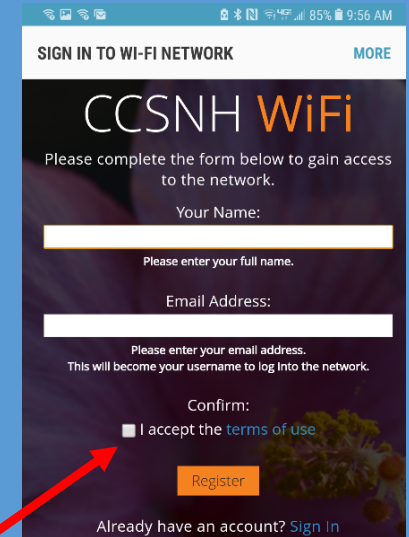 85% 9:56 AM
SIGN IN TO WI-FI NETWORK MORE
CCSNH WiFi
Please complete the form below to gain access
to the network.
Your Name:
Please enter your full name.
Email Address:
Please enter your email address.
This will become your username to log Into the network.
Confirm:
I accept the terms of use
Register
Already have an account? Sign In